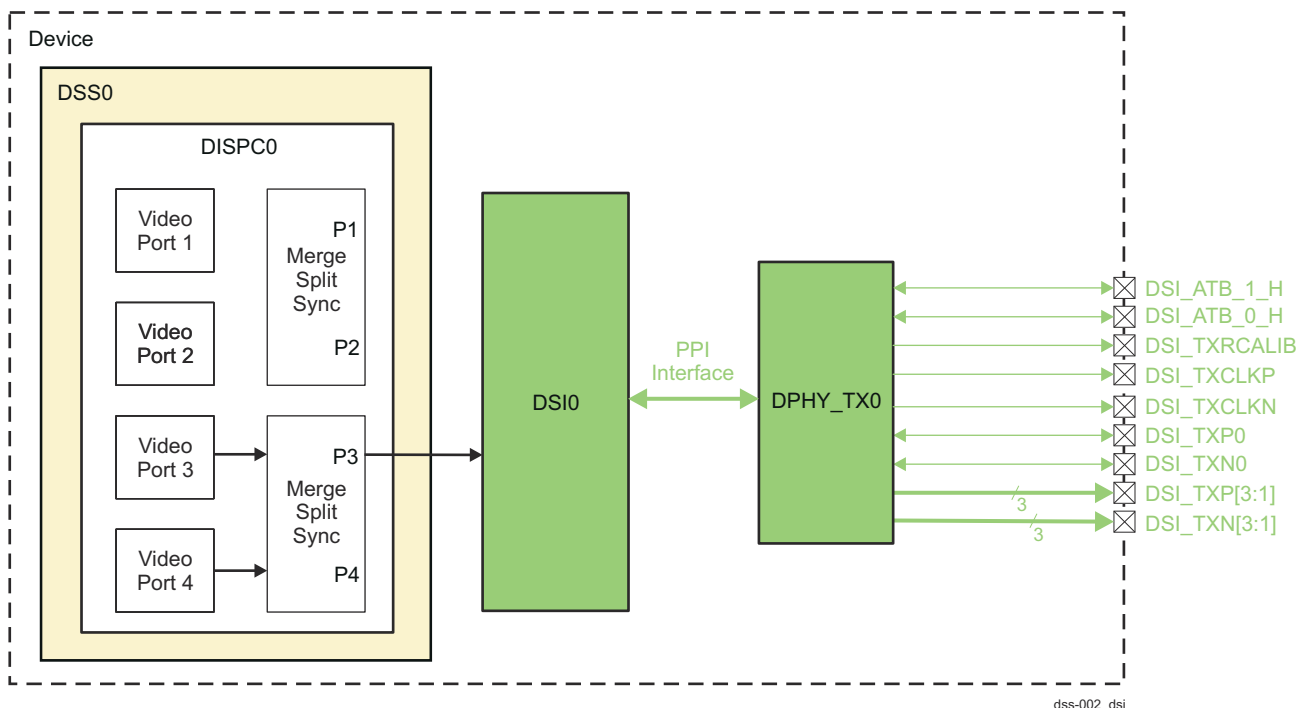 Device
DSS0
DISPC0
Video
Port 1
P1
Merge
Split
Sync
P2
Video
Port 2
Video
Port 3
P3
Merge
Split
Sync
P4
Video
Port 4
DSI0
PPI
Interface
DPHY_TX0
DSI_ATB_1_H
DSI_ATB_0_H
DSI_TXRCALIB
DSI_TXCLKP
DSI_TXCLKN
DSI_TXP0
DSI_TXN0
3
DSI_TXP[3:1]
3
DSI_TXN[3:1]
dss-002_dsi